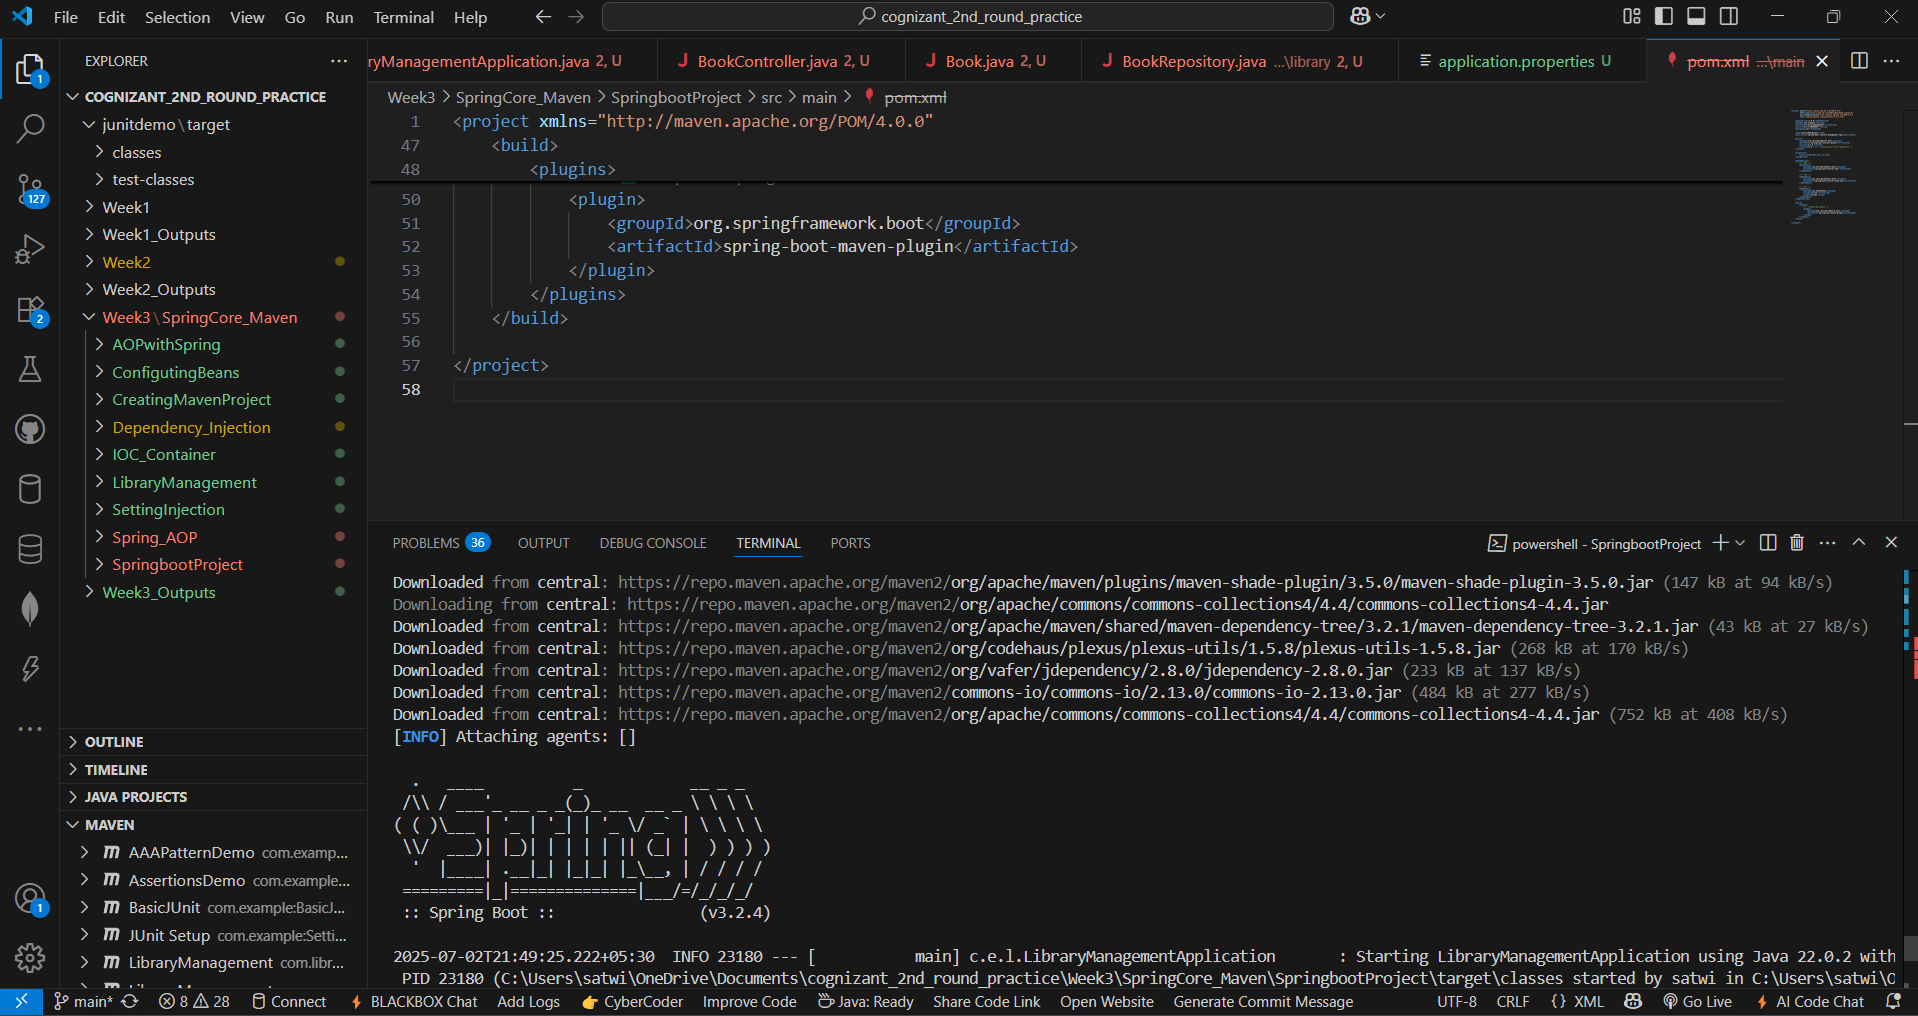 File Edit Selection View Go Run Terminal Help
cognizant_2nd_round_practice
EXPLORER
COGNIZANT_2ND_ROUND_PRACTICE
junitdemo\target
classes
test-classes
Week1
Week1_Outputs
Week2
Week2_Outputs
Week3\SpringCore_Maven
AOPwithSpring
ConfigutingBeans
CreatingMavenProject
Dependency_Injection
IOC_Container
LibraryManagement
SettingInjection
Spring_AOP
SpringbootProject
Week3_Outputs
OUTLINE
TIMELINE
JAVA PROJECTS
MAVEN
AAAPatternDemo com.examp...
AssertionsDemo com.example...
BasicJUnit com.example:BasicJ...
JUnit Setup com.example:Setti...
LibraryManagement com.libr...
1
127
2
1
ryManagementApplication.java 2, U
BookController.java 2, U
Book.java 2, U
BookRepository.java ...\library 2, U
application.properties U
pom.xml ...\main
Week3 > SpringCore_Maven > SpringbootProject > src > main > pom.xml
1 <project xmlns="http://maven.apache.org/POM/4.0.0"
47 <build>
48 <plugins>
50 <plugin>
51 <groupId>org.springframework.boot</groupId>
52 <artifactId>spring-boot-maven-plugin</artifactId>
53 </plugin>
54 </plugins>
55 </build>
56
57 </project>
58
PROBLEMS 36 OUTPUT DEBUG CONSOLE TERMINAL PORTS
powershell - SpringbootProject
Downloaded from central: https://repo.maven.apache.org/maven2/org/apache/maven/plugins/maven-shade-plugin/3.5.0/maven-shade-plugin-3.5.0.jar (147 kB at 94 kB/s)
Downloading from central: https://repo.maven.apache.org/maven2/org/apache/commons/commons-collections4/4.4/commons-collections4-4.4.jar
Downloaded from central: https://repo.maven.apache.org/maven2/org/apache/maven/shared/maven-dependency-tree/3.2.1/maven-dependency-tree-3.2.1.jar (43 kB at 27 kB/s)
Downloaded from central: https://repo.maven.apache.org/maven2/org/codehaus/plexus/plexus-utils/1.5.8/plexus-utils-1.5.8.jar (268 kB at 170 kB/s)
Downloaded from central: https://repo.maven.apache.org/maven2/org/vafer/jdependency/2.8.0/jdependency-2.8.0.jar (233 kB at 137 kB/s)
Downloaded from central: https://repo.maven.apache.org/maven2/commons-io/commons-io/2.13.0/commons-io-2.13.0.jar (484 kB at 277 kB/s)
Downloaded from central: https://repo.maven.apache.org/maven2/org/apache/commons/commons-collections4/4.4/commons-collections4-4.4.jar (752 kB at 408 kB/s)
[INFO] Attaching agents: []
Spring
:: Spring Boot :: (v3.2.4)
2025-07-02T21:49:25.222+05:30 INFO 23180 --- [ main] c.e.l.LibraryManagementApplication : Starting LibraryManagementApplication using Java 22.0.2 with
PID 23180 (C:\Users\satwi\OneDrive\Documents\cognizant_2nd_round_practice\Week3\SpringCore_Maven\SpringbootProject\target\classes started by satwi in C:\Users\satwi\O
main* 8 28 Connect BLACKBOX Chat Add Logs CyberCoder Improve Code Java: Ready Share Code Link Open Website Generate Commit Message UTF-8 CRLF {} XML Go Live AI Code Chat